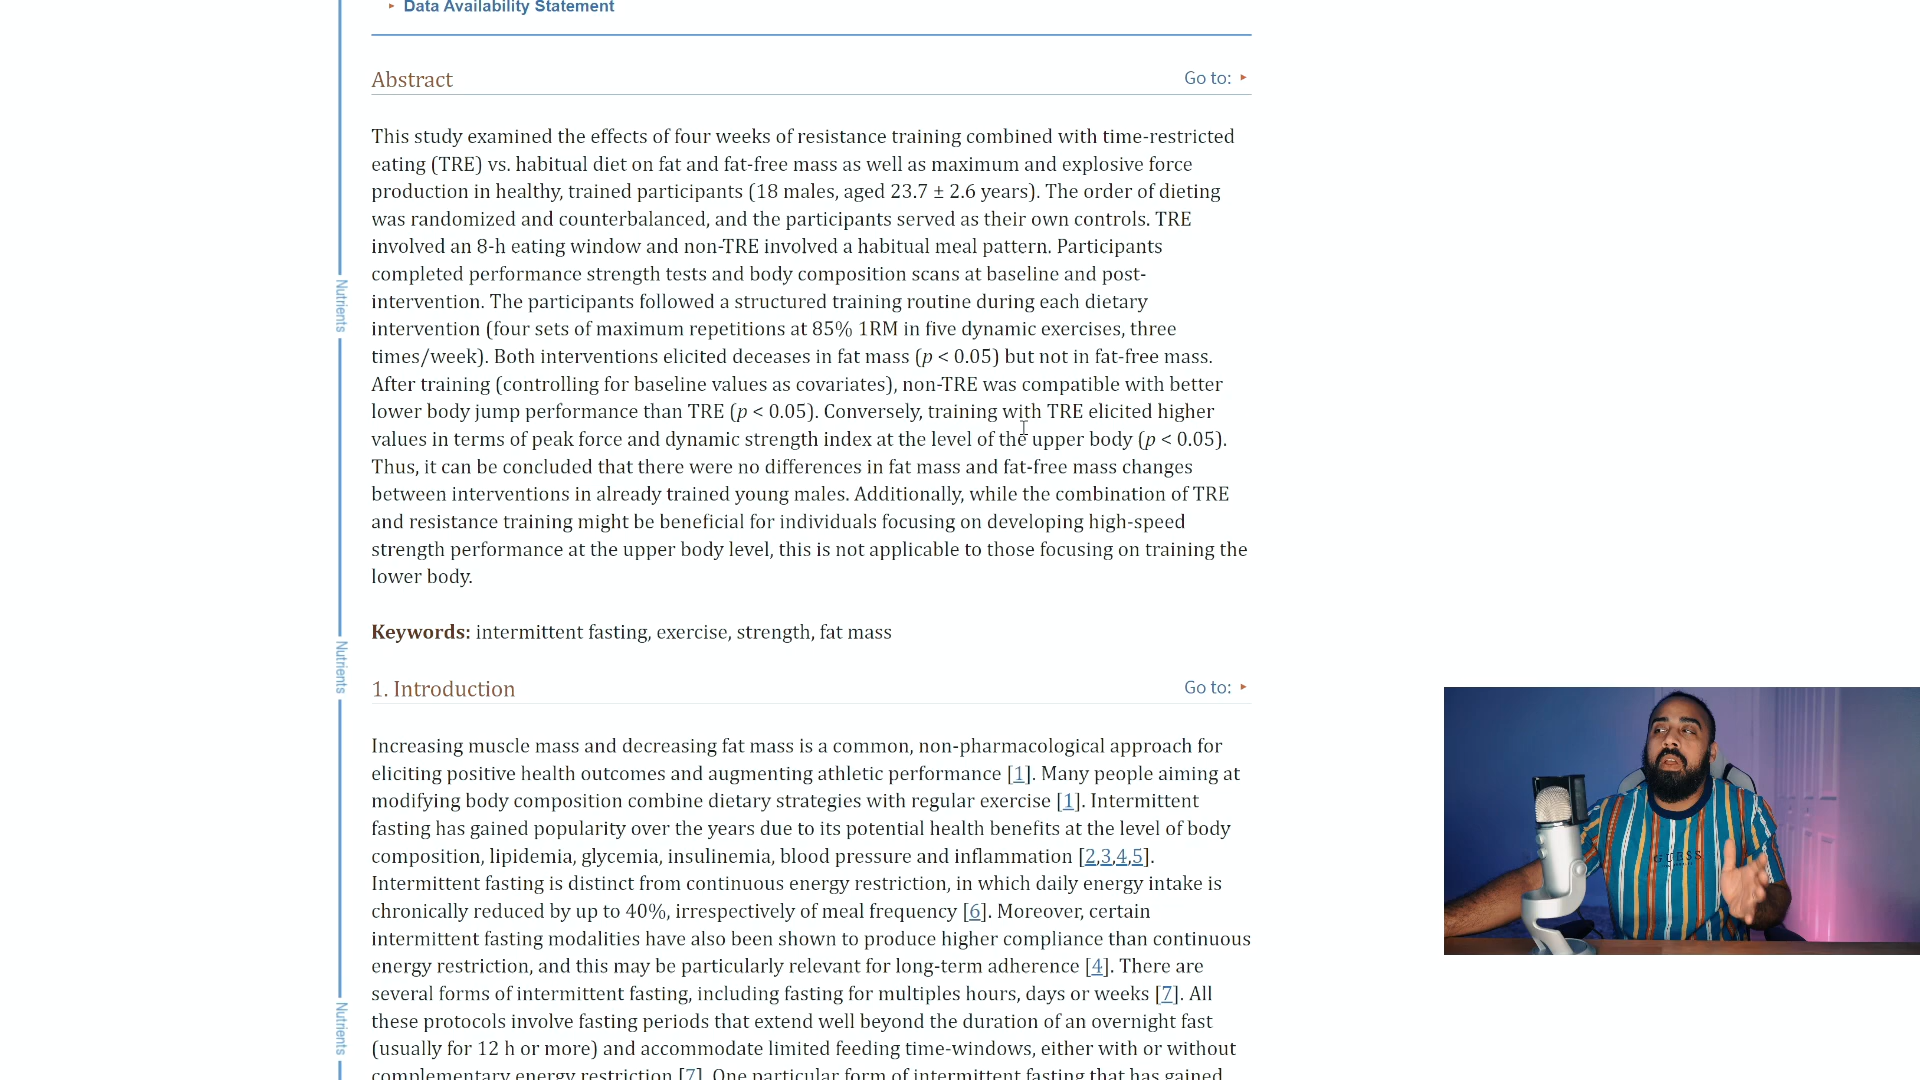 Data Availability Statement
Abstract
Go to:
This study examined the effects of four weeks of resistance training combined with time-restricted
eating (TRE) vs. habitual diet on fat and fat-free mass as well as maximum and explosive force
production in healthy, trained participants (18 males, aged 23.7 ± 2.6 years). The order of dieting
was randomized and counterbalanced, and the participants served as their own controls. TRE
involved an 8-h eating window and non-TRE involved a habitual meal pattern. Participants
completed performance strength tests and body composition scans at baseline and post-
intervention. The participants followed a structured training routine during each dietary
intervention (four sets of maximum repetitions at 85% 1RM in five dynamic exercises, three
times/week). Both interventions elicited deceases in fat mass (p < 0.05) but not in fat-free mass.
After training (controlling for baseline values as covariates), non-TRE was compatible with better
lower body jump performance than TRE (p < 0.05). Conversely, training with TRE elicited higher
values in terms of peak force and dynamic strength index at the level of the upper body (p < 0.05).
Thus, it can be concluded that there were no differences in fat mass and fat-free mass changes
between interventions in already trained young males. Additionally, while the combination of TRE
and resistance training might be beneficial for individuals focusing on developing high-speed
strength performance at the upper body level, this is not applicable to those focusing on training the
lower body.
Keywords: intermittent fasting, exercise, strength, fat mass
1. Introduction
Go to:
Increasing muscle mass and decreasing fat mass is a common, non-pharmacological approach for
eliciting positive health outcomes and augmenting athletic performance [1]. Many people aiming at
modifying body composition combine dietary strategies with regular exercise [1]. Intermittent
fasting has gained popularity over the years due to its potential health benefits at the level of body
composition, lipidemia, glycemia, insulinemia, blood pressure and inflammation [2,3,4,5].
Intermittent fasting is distinct from continuous energy restriction, in which daily energy intake is
chronically reduced by up to 40%, irrespectively of meal frequency [6]. Moreover, certain
intermittent fasting modalities have also been shown to produce higher compliance than continuous
energy restriction, and this may be particularly relevant for long-term adherence [4]. There are
several forms of intermittent fasting, including fasting for multiples hours, days or weeks [7]. All
these protocols involve fasting periods that extend well beyond the duration of an overnight fast
(usually for 12 h or more) and accommodate limited feeding time-windows, either with or without
complementary energy restriction [7]. One particular form of intermittent fasting that has gained
Nutrients
Nutrients
Nutrients
GUESS